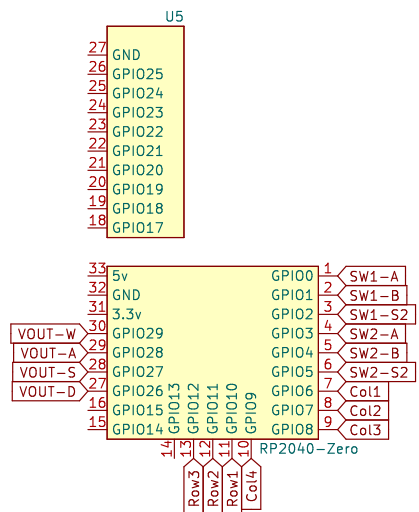 U5
27 GND
26 GPIO25
25 GPIO24
24 GPIO23
23 GPIO22
22 GPIO21
21 GPIO20
20 GPIO19
19 GPIO18
18 GPIO17
33 5v GPIO0 1 SW1-A
32 GND GPIO1 2 SW1-B
31 3.3v GPIO2 3 SW1-S2
VOUT-W 30 GPIO29 GPIO3 4 SW2-A
VOUT-A 29 GPIO28 GPIO4 5 SW2-B
VOUT-S 28 GPIO27 GPIO5 6 SW2-S2
VOUT-D 27 GPIO26 GPIO6 7 Col1
16 GPIO15 GPIO7 8 Col2
15 GPIO14 GPIO8 9 Col3
GPIO13 GPIO12 GPIO11 GPIO10 GPIO9
14 13 12 11 10 RP2040-Zero
Row3 Row2 Row1 Col4